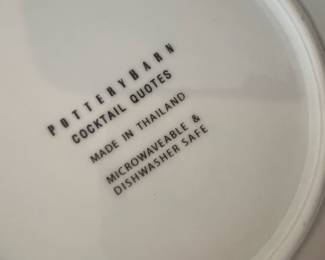 POTTERYBARN
COCKTAIL QUOTES
MADE IN THAILAND
MICROWAVEABLE &
DISHWASHER SAFE